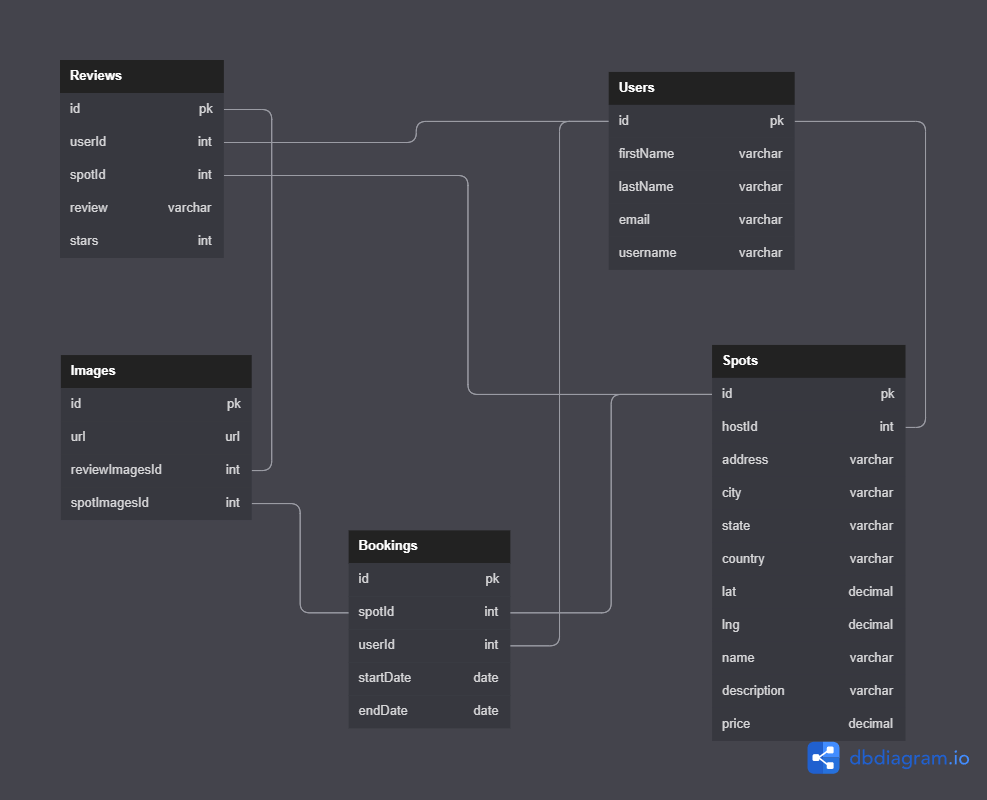 Reviews
id pk
userId int
spotId int
review varchar
stars int
Users
id pk
firstName varchar
lastName varchar
email varchar
username varchar
Images
id pk
url url
reviewImagesId int
spotImagesId int
Spots
id pk
hostId int
address varchar
city varchar
state varchar
country varchar
lat decimal
lng decimal
name varchar
description varchar
price decimal
Bookings
id pk
spotId int
userId int
startDate date
endDate date
dbdiagram.io